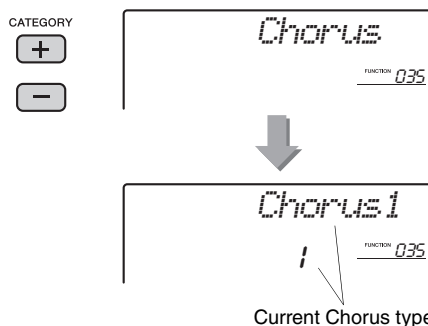 CATEGORY
+
−
Chorus
FUNCTION 035
Chorus1
1 FUNCTION 035
Current Chorus type